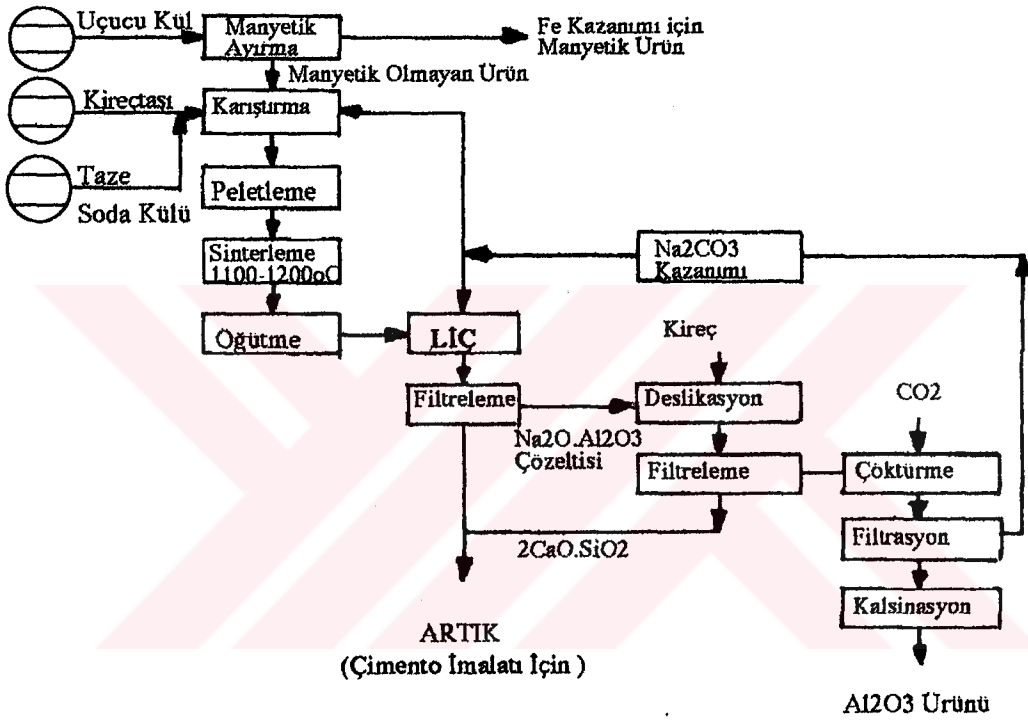 Uçucu Kül
Manyetik
Ayırma
Fe Kazanımı için
Manyetik Ürün
Manyetik Olmayan Ürün
Kireçtaşı
Karıştırma
Taze
Soda Külü
Peletleme
Sinterleme
1100-1200oC
Na2CO3
Kazanımı
Öğütme
LİÇ
Kireç
Filtreleme
Deslikasyon
CO2
Na2O.Al2O3
Çözeltisi
Filtreleme
Çöktürme
2CaO.SiO2
Filtrasyon
Kalsinasyon
ARTIK
(Çimento İmalatı İçin )
Al2O3 Ürünü